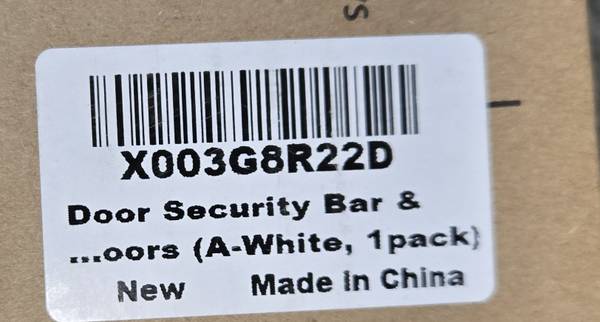 X003G8R22D
Door Security Bar &
...oors (A-White, 1pack)
New Made in China